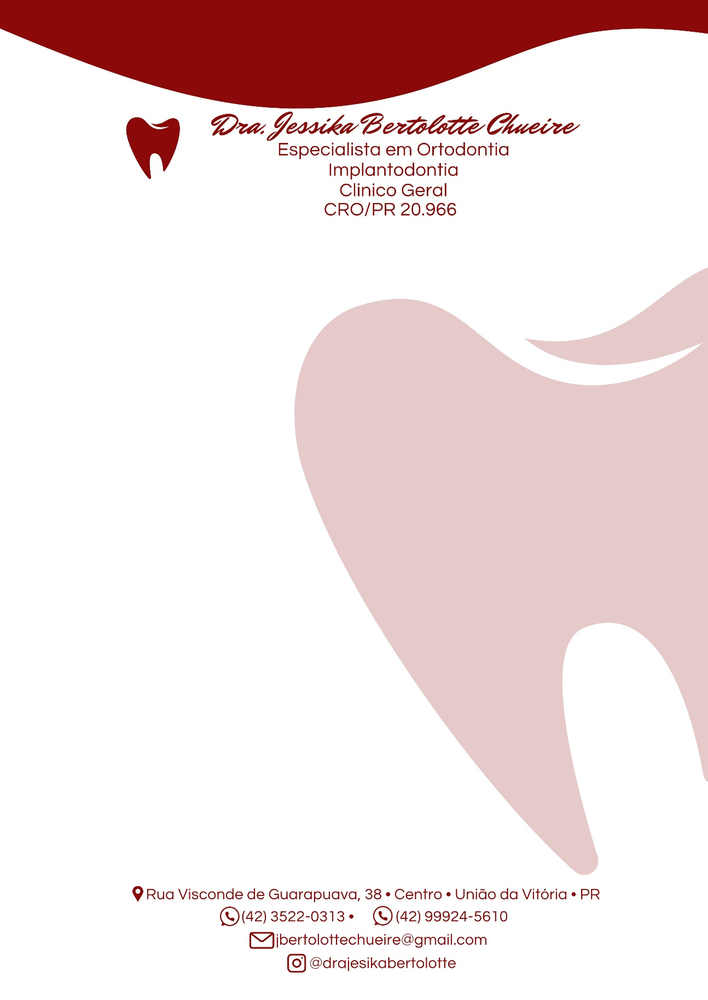 Dra. Jessika Bertolotte Chueire
Especialista em Ortodontia
Implantodontia
Clinico Geral
CRO/PR 20.966
Rua Visconde de Guarapuava, 38 • Centro • União da Vitória • PR
(42) 3522-0313 • (42) 99924-5610
jbertolottechueire@gmail.com
@drajesikabertolotte